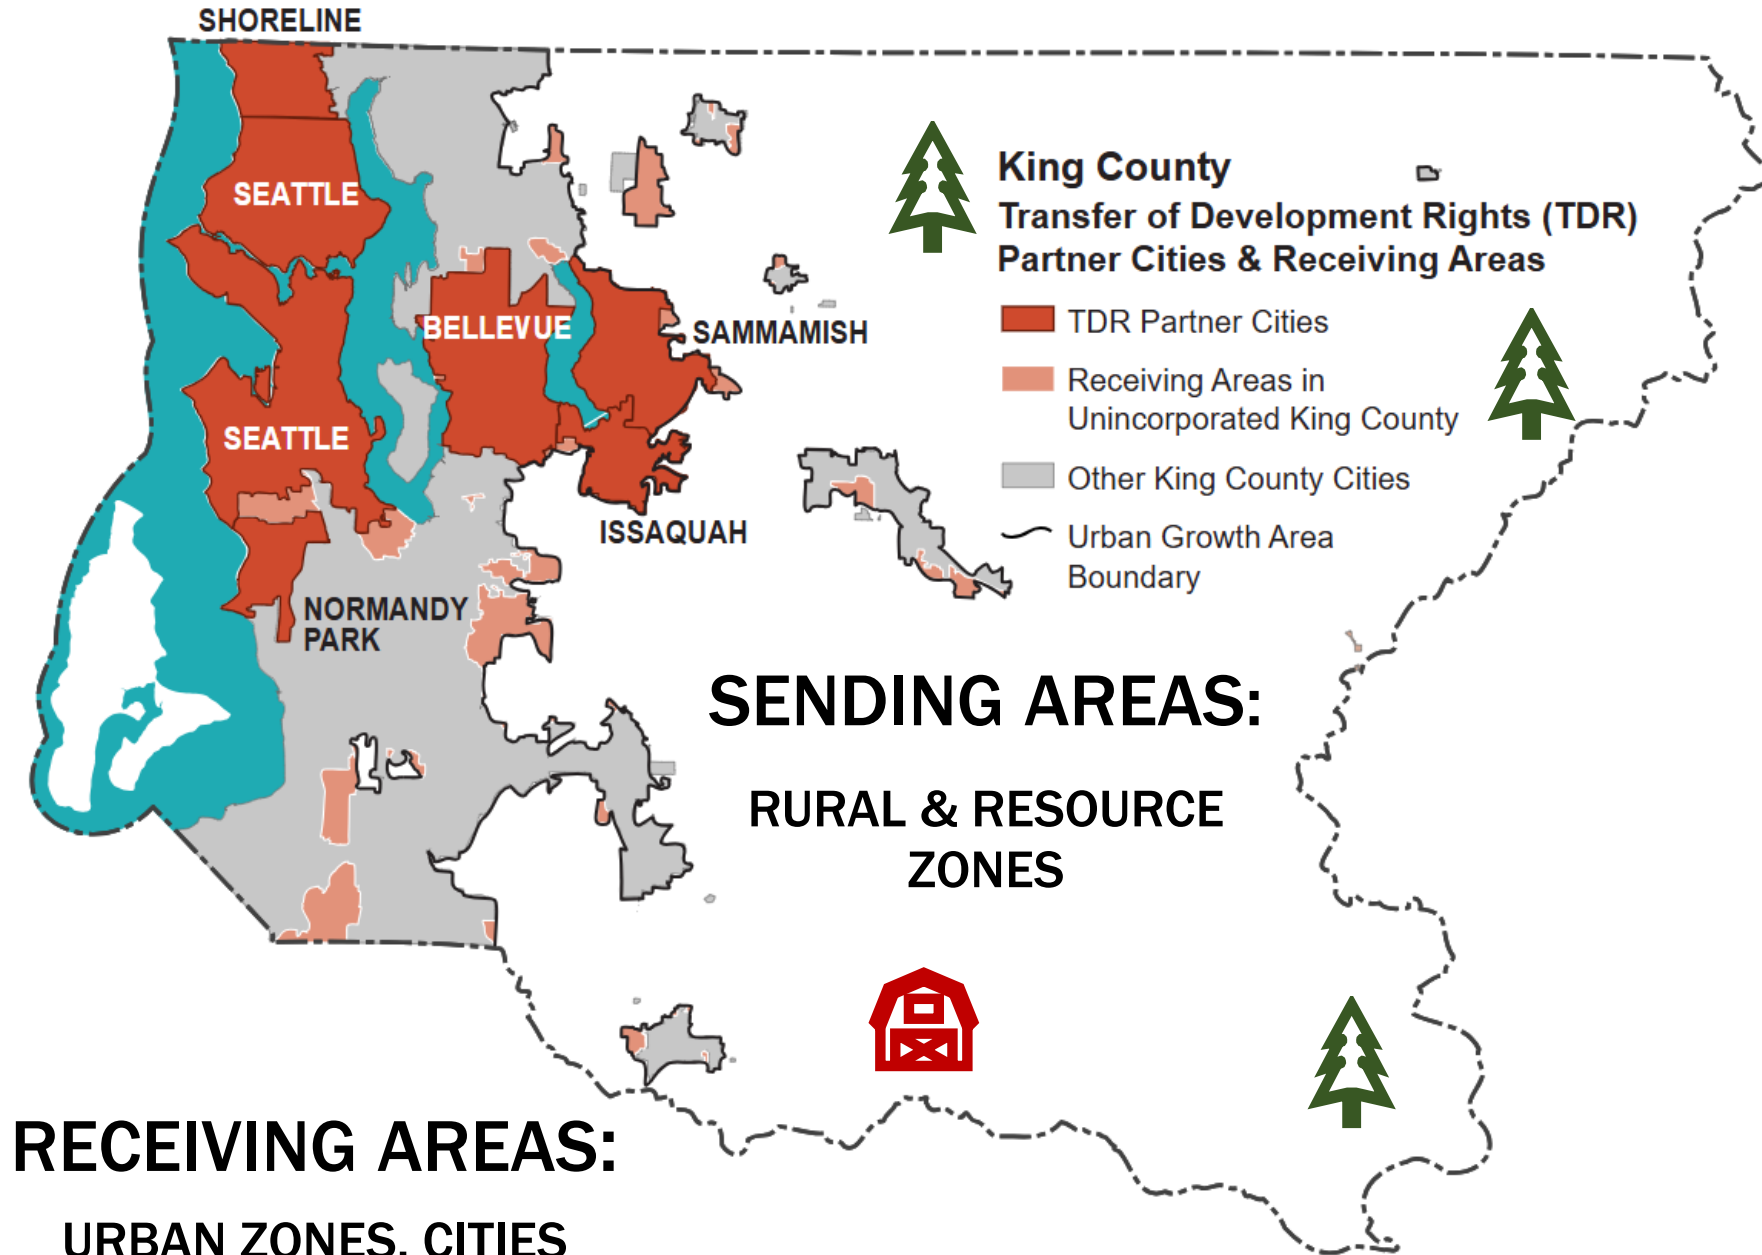 SHORELINE
SEATTLE
BELLEVUE
SAMMAMISH
SEATTLE
ISSAQUAH
NORMANDY
PARK
King County
Transfer of Development Rights (TDR)
Partner Cities & Receiving Areas
TDR Partner Cities
Receiving Areas in
Unincorporated King County
Other King County Cities
Urban Growth Area
Boundary
SENDING AREAS:
RURAL & RESOURCE
ZONES
RECEIVING AREAS:
URBAN ZONES, CITIES